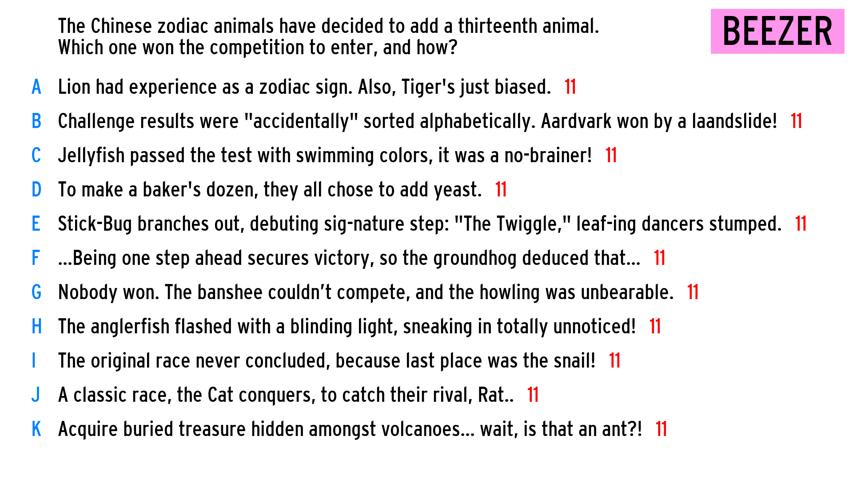 The Chinese zodiac animals have decided to add a thirteenth animal.
Which one won the competition to enter, and how?
BEEZER
A Lion had experience as a zodiac sign. Also, Tiger's just biased. 11
B Challenge results were "accidentally" sorted alphabetically. Aardvark won by a laandslide! 11
C Jellyfish passed the test with swimming colors, it was a no-brainer! 11
D To make a baker's dozen, they all chose to add yeast. 11
E Stick-Bug branches out, debuting sig-nature step: "The Twiggle," leaf-ing dancers stumped. 11
F ...Being one step ahead secures victory, so the groundhog deduced that... 11
G Nobody won. The banshee couldn’t compete, and the howling was unbearable. 11
H The anglerfish flashed with a blinding light, sneaking in totally unnoticed! 11
I The original race never concluded, because last place was the snail! 11
J A classic race, the Cat conquers, to catch their rival, Rat.. 11
K Acquire buried treasure hidden amongst volcanoes... wait, is that an ant?! 11